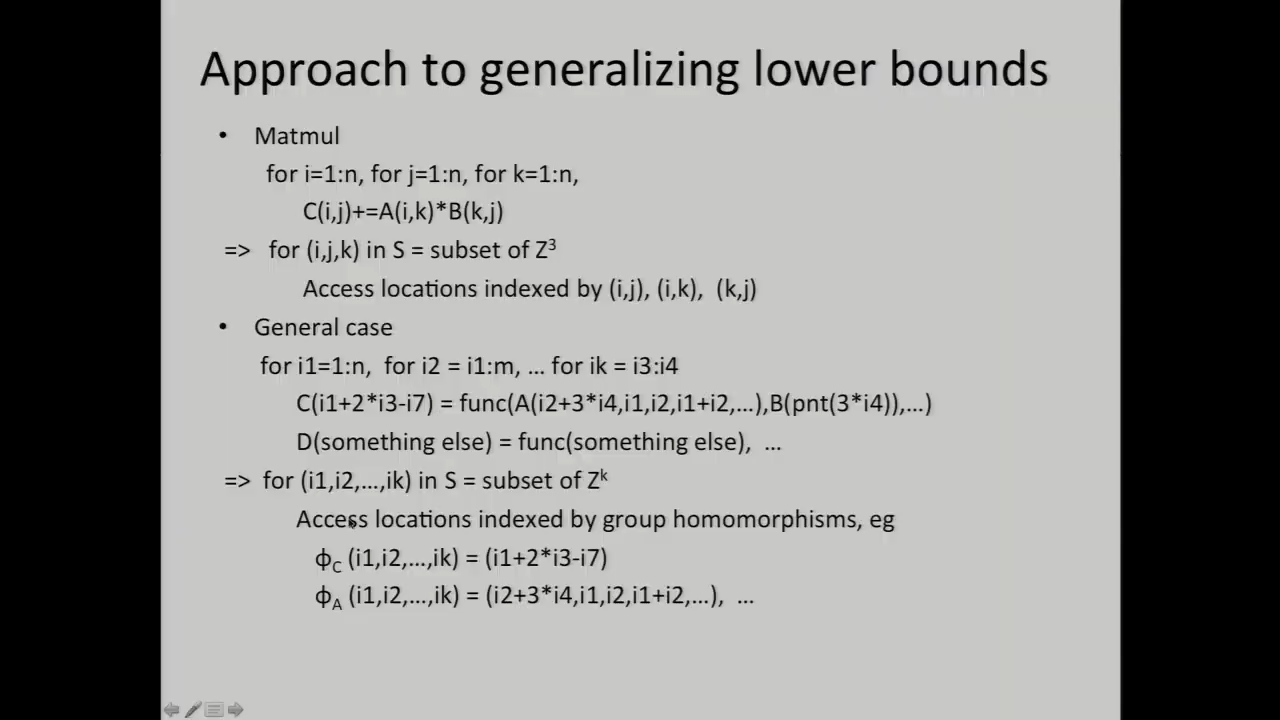 Approach to generalizing lower bounds
• Matmul
for i=1:n, for j=1:n, for k=1:n,
C(i,j)+=A(i,k)*B(k,j)
=> for (i,j,k) in S = subset of Z³
Access locations indexed by (i,j), (i,k), (k,j)
• General case
for i1=1:n, for i2 = i1:m, … for ik = i3:i4
C(i1+2*i3-i7) = func(A(i2+3*i4,i1,i2,i1+i2,…),B(pnt(3*i4)),…)
D(something else) = func(something else), …
=> for (i1,i2,…,ik) in S = subset of Zᵏ
Access locations indexed by group homomorphisms, eg
ϕC (i1,i2,…,ik) = (i1+2*i3-i7)
ϕA (i1,i2,…,ik) = (i2+3*i4,i1,i2,i1+i2,…), …